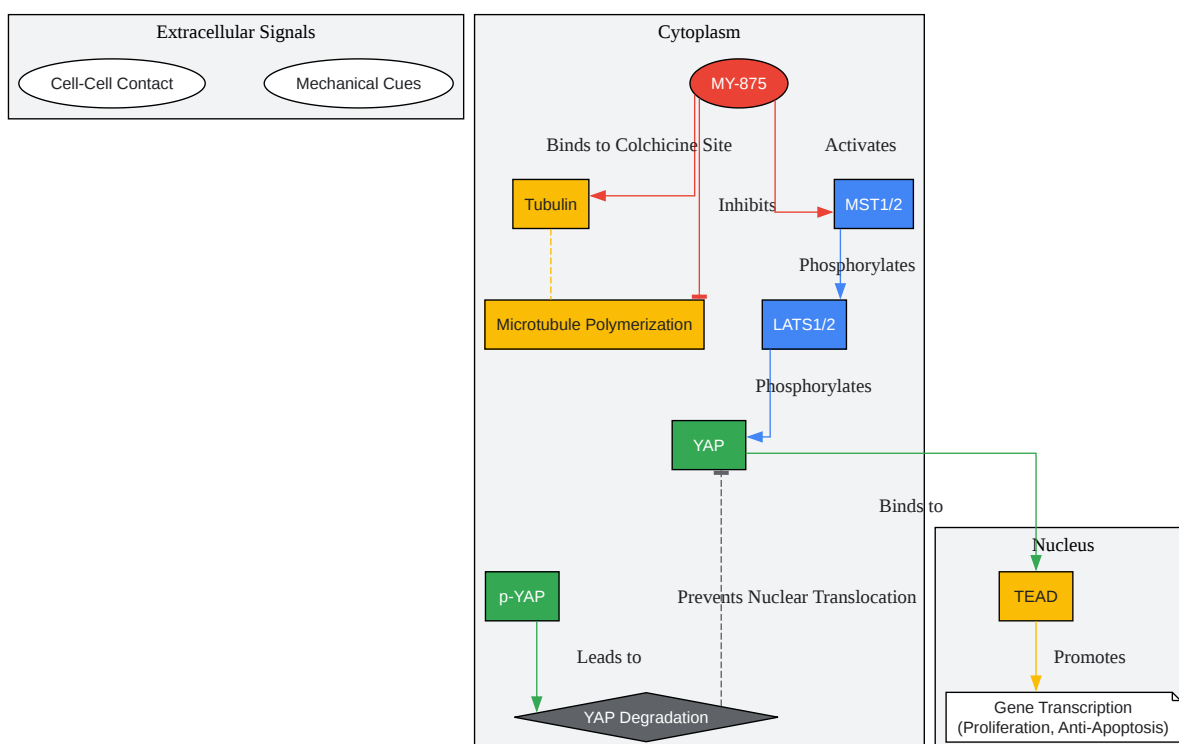 Extracellular Signals
Cell-Cell Contact
Mechanical Cues
Cytoplasm
MY-875
Binds to Colchicine Site
Activates
Tubulin
Inhibits
MST1/2
Phosphorylates
Microtubule Polymerization
LATS1/2
Phosphorylates
YAP
Binds to
Nucleus
p-YAP
Prevents Nuclear Translocation
TEAD
Leads to
Promotes
YAP Degradation
Gene Transcription
(Proliferation, Anti-Apoptosis)